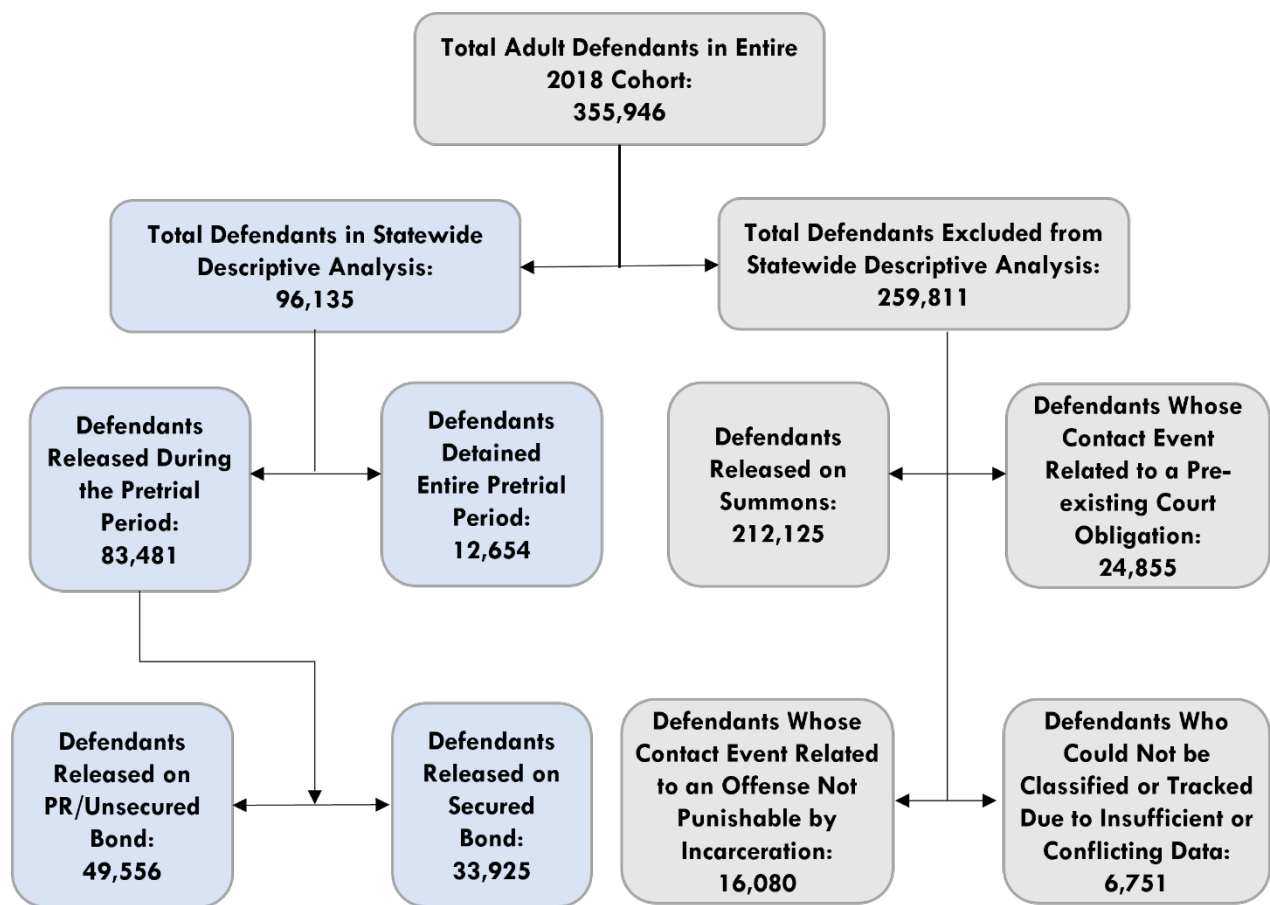 Total Adult Defendants in Entire
2018 Cohort:
355,946
Total Defendants in Statewide
Descriptive Analysis:
96,135
Total Defendants Excluded from
Statewide Descriptive Analysis:
259,811
Defendants
Released During
the Pretrial
Period:
83,481
Defendants
Detained
Entire Pretrial
Period:
12,654
Defendants
Released on
Summons:
212,125
Defendants Whose
Contact Event
Related to a Pre-
existing Court
Obligation:
24,855
Defendants
Released on
PR/Unsecured
Bond:
49,556
Defendants
Released on
Secured
Bond:
33,925
Defendants Whose
Contact Event Related
to an Offense Not
Punishable by
Incarceration:
16,080
Defendants Who
Could Not be
Classified or Tracked
Due to Insufficient or
Conflicting Data:
6,751